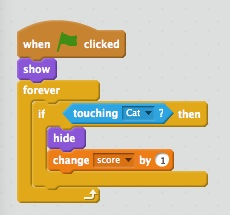 when clicked
show
forever
if touching Cat ? then
hide
change score by 1